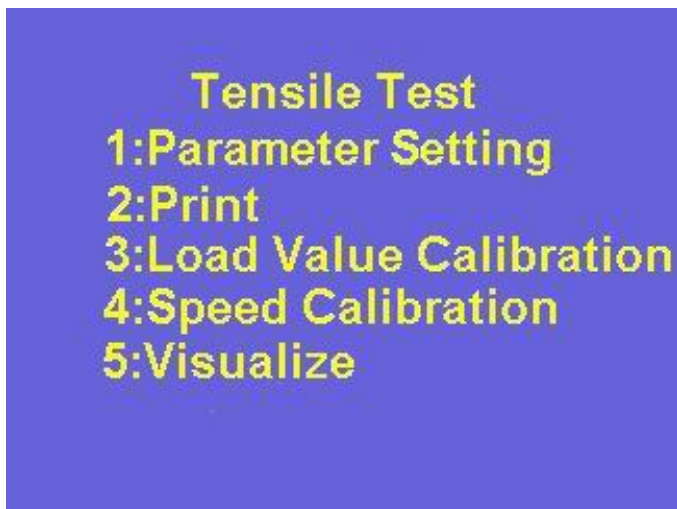 Tensile Test
1:Parameter Setting
2:Print
3:Load Value Calibration
4:Speed Calibration
5:Visualize